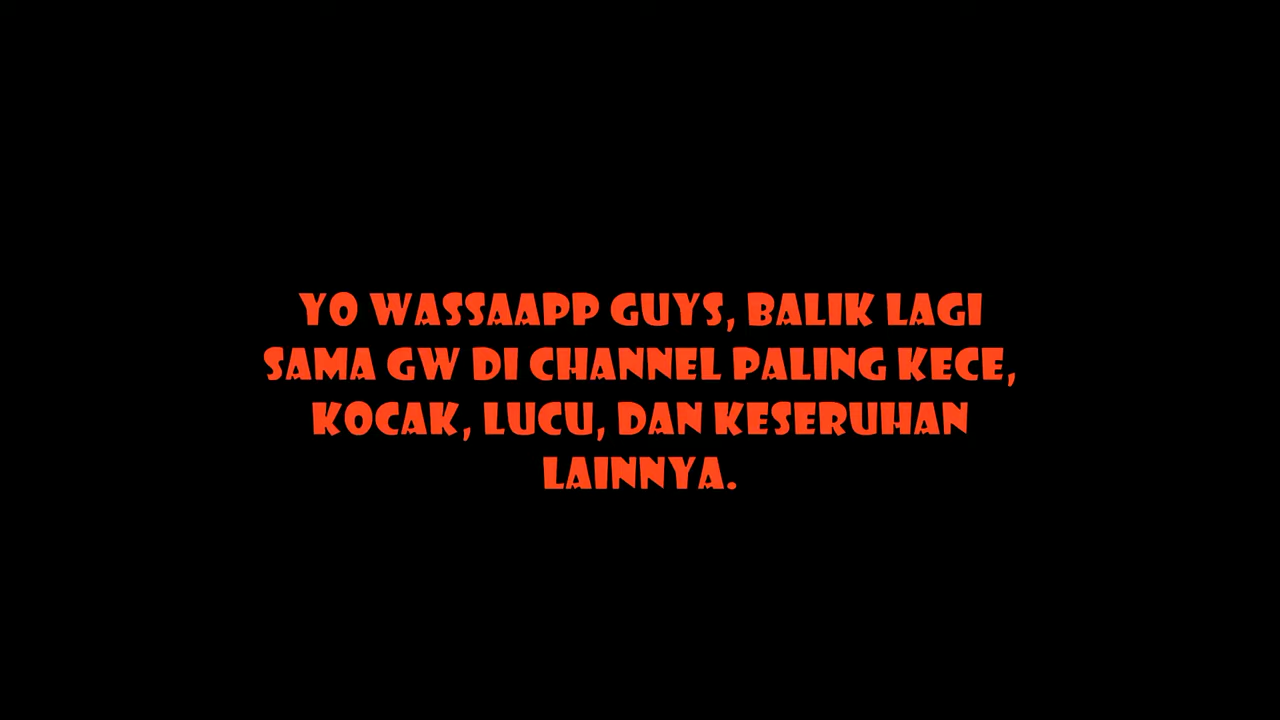 YO WASSAAPP GUYS, BALIK LAGI
SAMA GW DI CHANNEL PALING KECE,
KOCAK, LUCU, DAN KESERUHAN
LAINNYA.